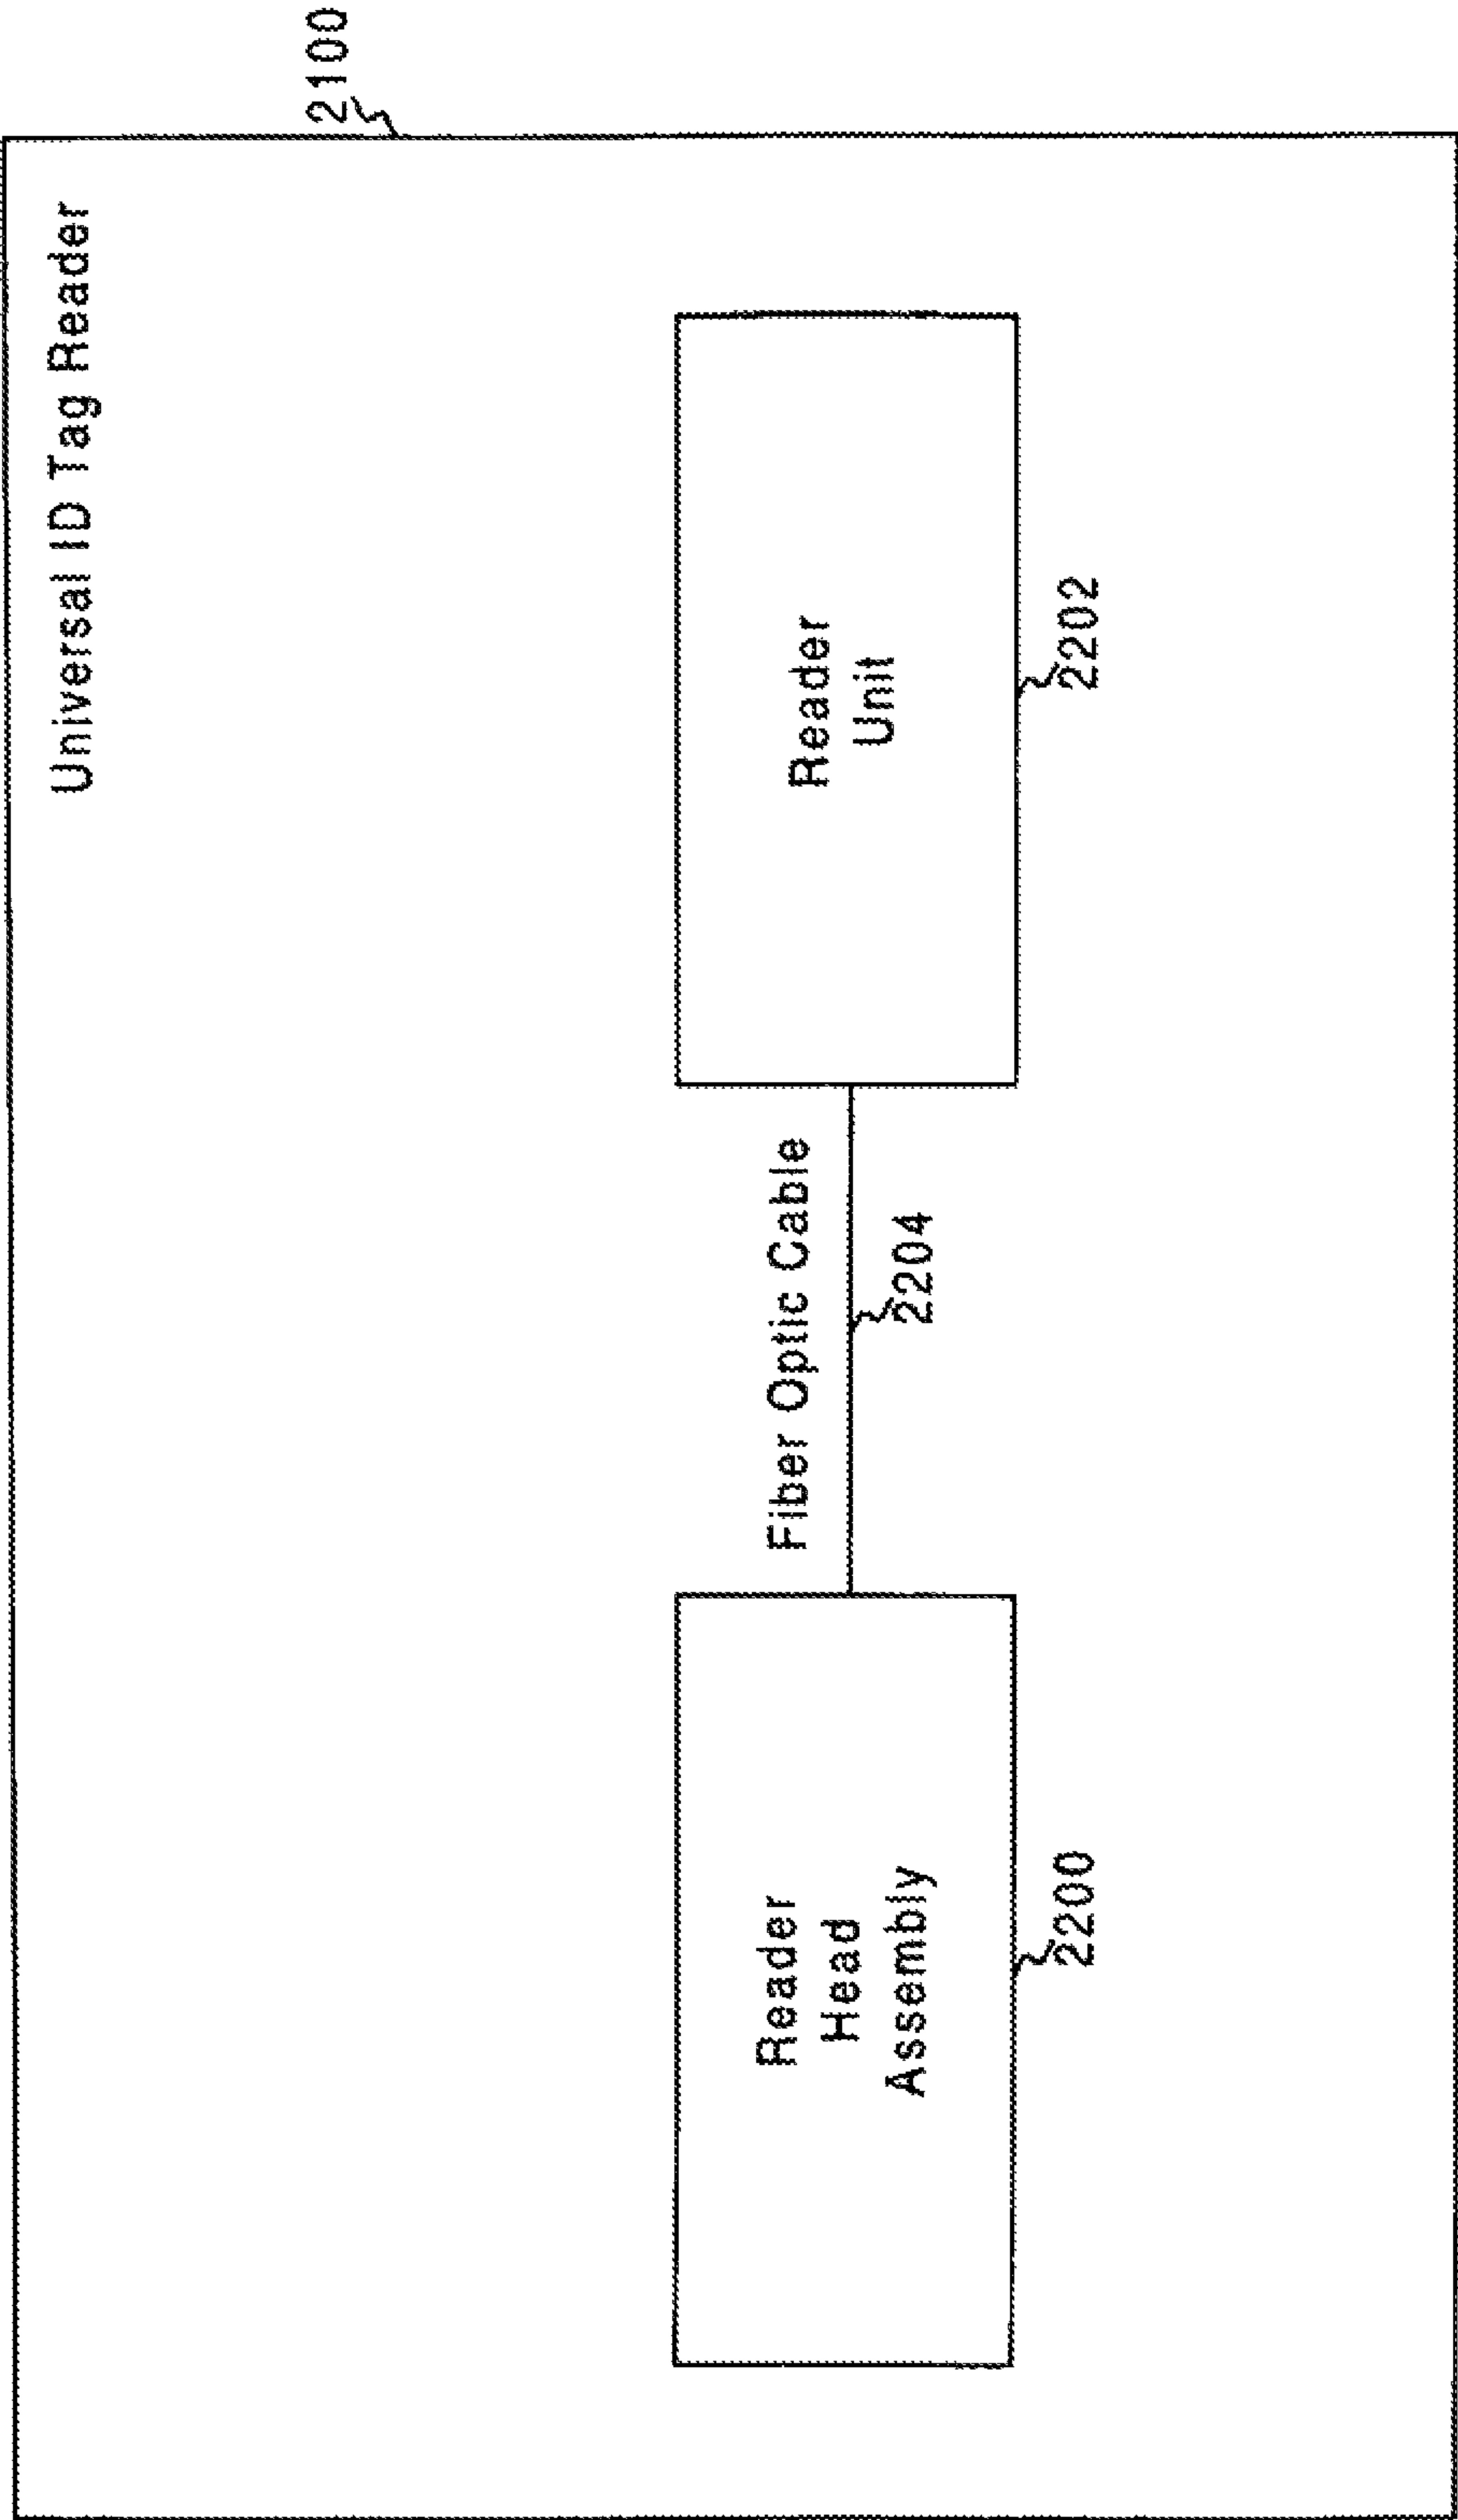 Universal ID Tag Reader
2100
Reader
Head
Assembly
2200
Fiber Optic Cable
2204
Reader
Unit
2202